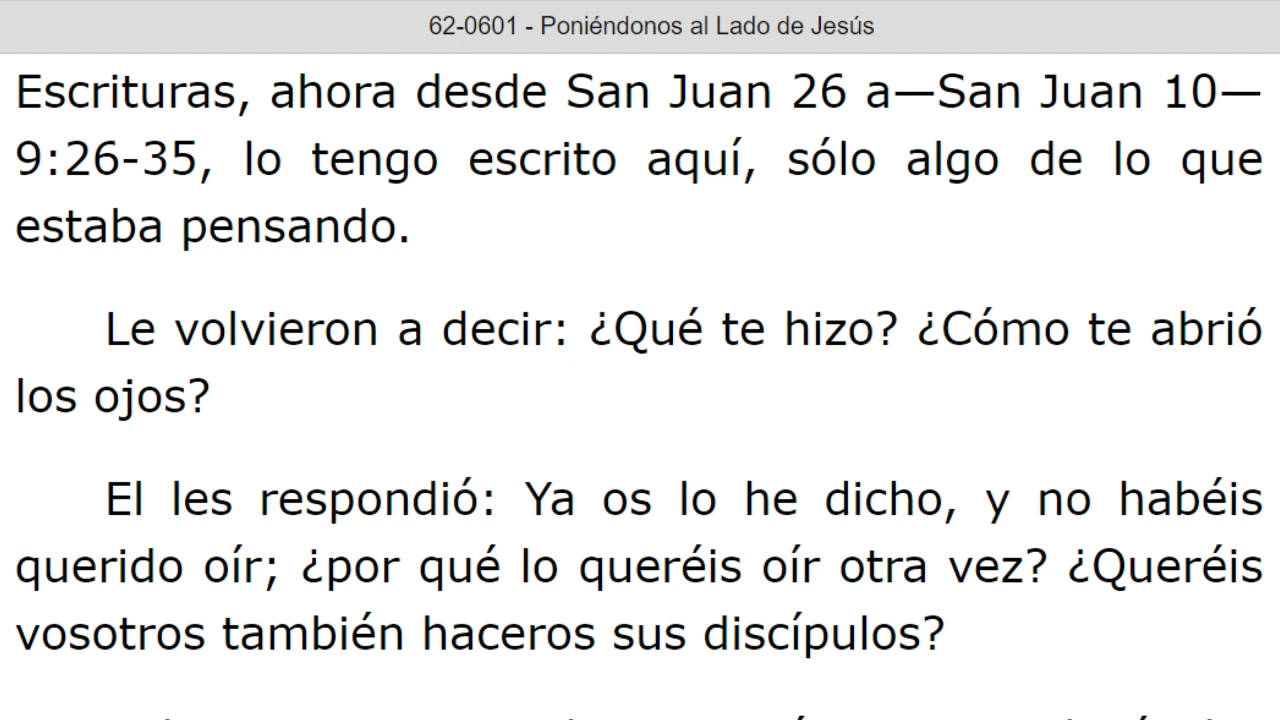 62-0601 - Poniéndonos al Lado de Jesús
Escrituras, ahora desde San Juan 26 a—San Juan 10—
9:26-35, lo tengo escrito aquí, sólo algo de lo que
estaba pensando.
Le volvieron a decir: ¿Qué te hizo? ¿Cómo te abrió
los ojos?
El les respondió: Ya os lo he dicho, y no habéis
querido oír; ¿por qué lo queréis oír otra vez? ¿Queréis
vosotros también haceros sus discípulos?